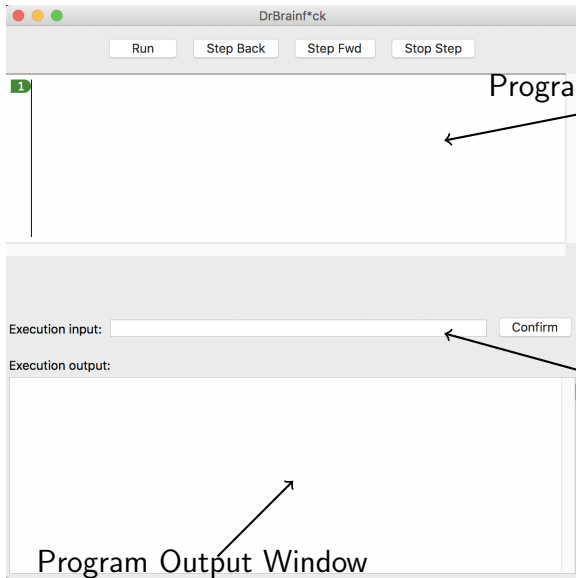 DrBrainf*ck
Run Step Back Step Fwd Stop Step
1
Progra
Execution input: Confirm
Execution output:
Program Output Window